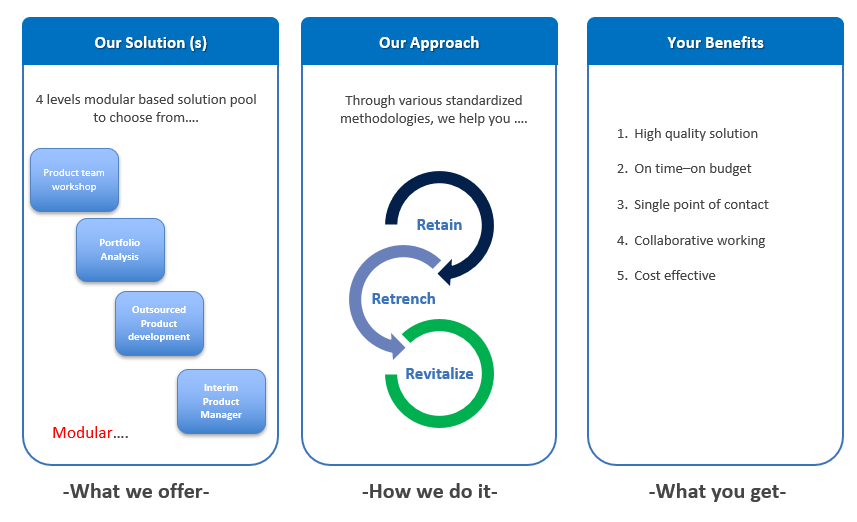 Our Solution (s)
4 levels modular based solution pool
to choose from....
Product team
workshop
Portfolio
Analysis
Outsourced
Product
development
Interim
Product
Manager
Modular....
-What we offer-
Our Approach
Through various standardized
methodologies, we help you ....
Retain
Retrench
Revitalize
-How we do it-
Your Benefits
1. High quality solution
2. On time–on budget
3. Single point of contact
4. Collaborative working
5. Cost effective
-What you get-